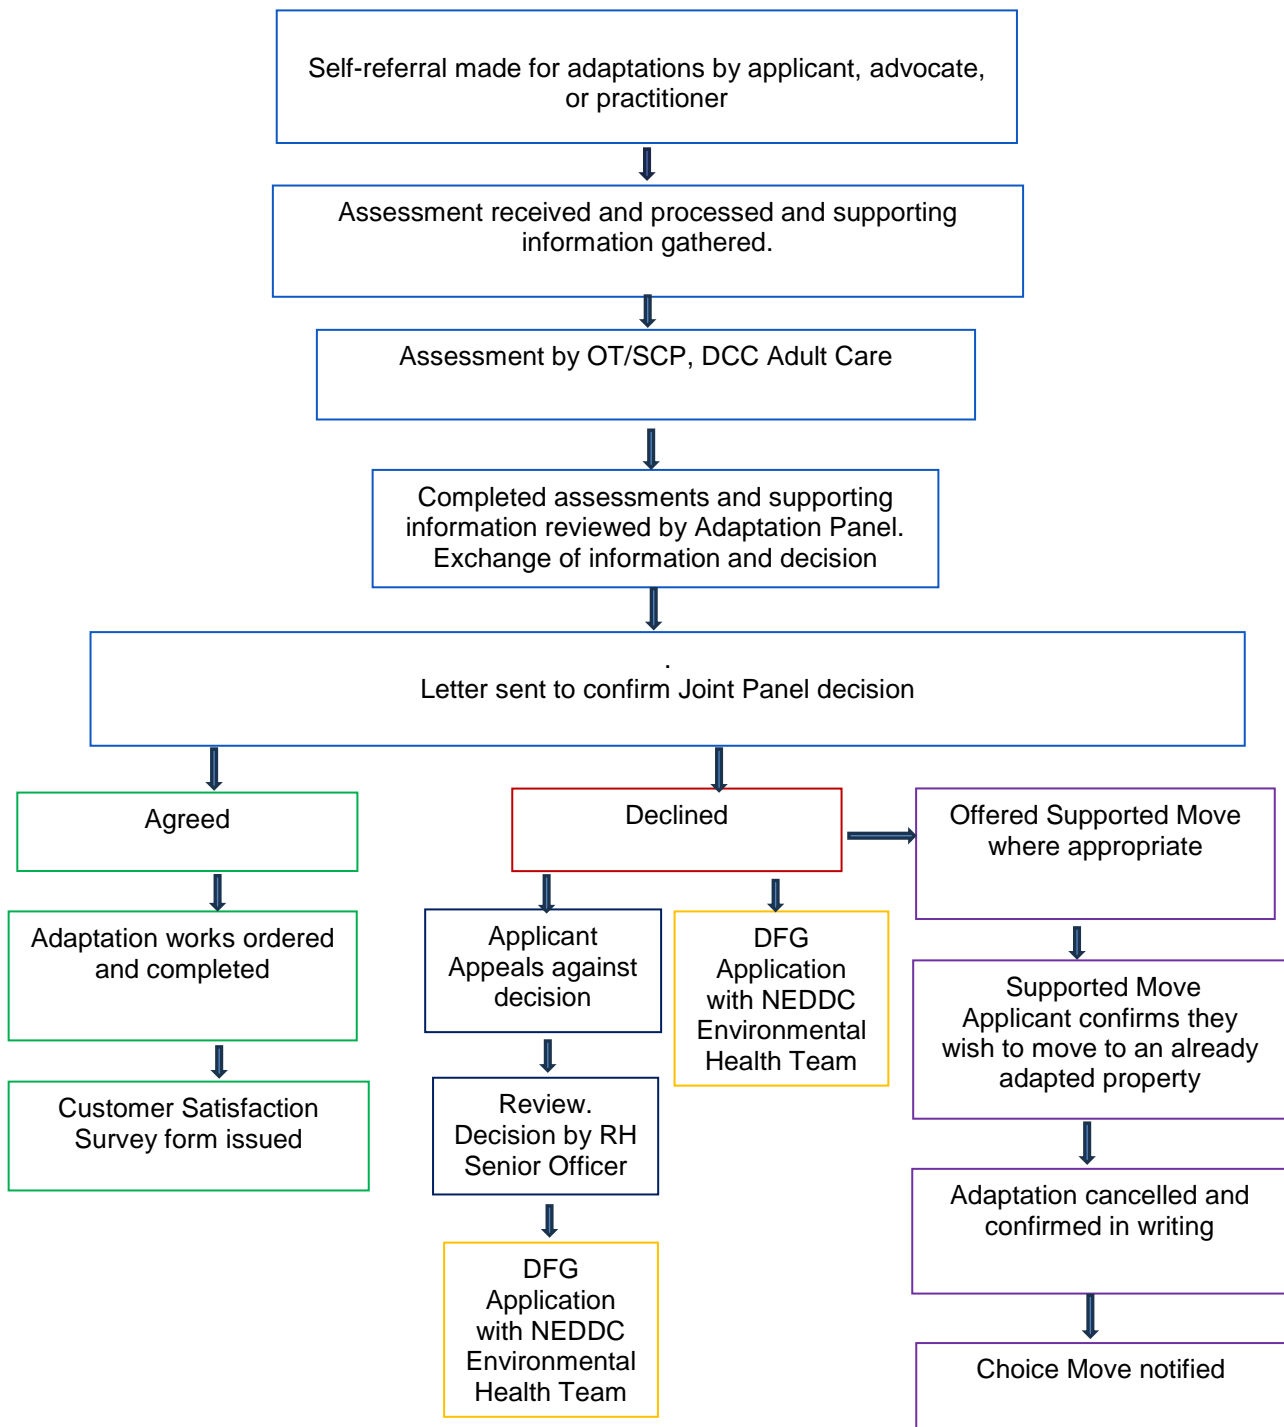 Self-referral made for adaptations by applicant, advocate,
or practitioner
Assessment received and processed and supporting
information gathered.
Assessment by OT/SCP, DCC Adult Care
Completed assessments and supporting
information reviewed by Adaptation Panel.
Exchange of information and decision
.
Letter sent to confirm Joint Panel decision
Agreed
Declined
Offered Supported Move
where appropriate
Adaptation works ordered
and completed
Applicant
Appeals against
decision
DFG
Application
with NEDDC
Environmental
Health Team
Supported Move
Applicant confirms they
wish to move to an already
adapted property
Customer Satisfaction
Survey form issued
Review.
Decision by RH
Senior Officer
Adaptation cancelled and
confirmed in writing
DFG
Application
with NEDDC
Environmental
Health Team
Choice Move notified